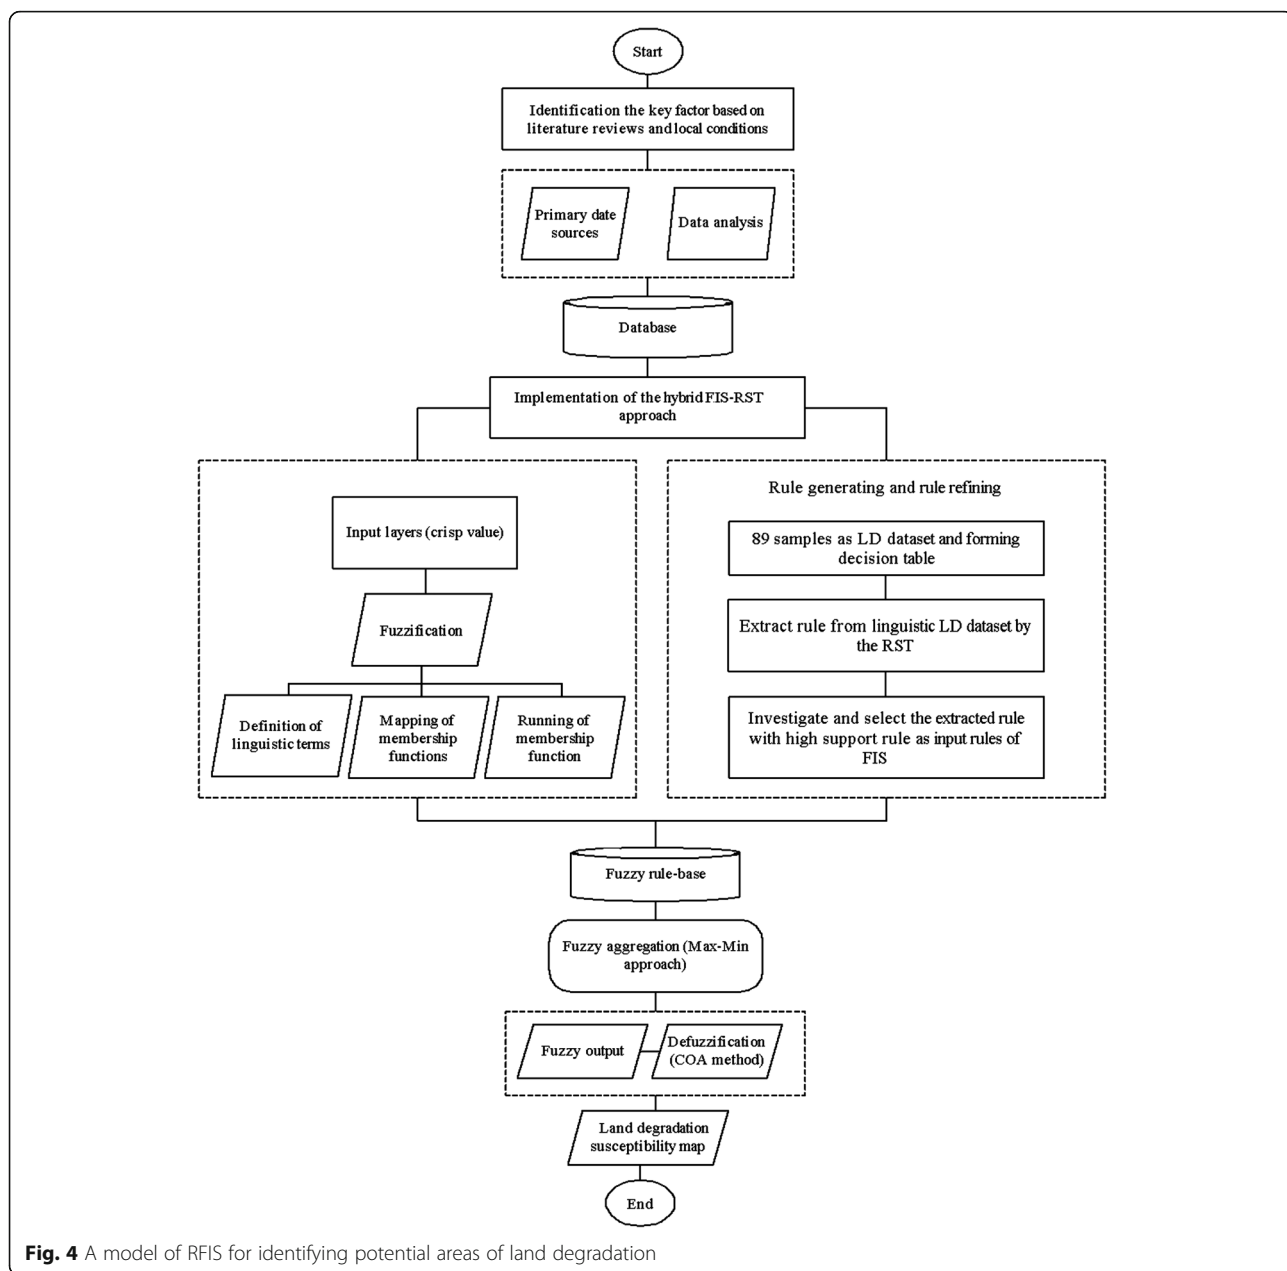 Start
Identification the key factor based on
literature reviews and local conditions
Primary date
sources
Data analysis
Database
Implementation of the hybrid FIS-RST
approach
Input layers (crisp value)
Fuzzification
Definition of
linguistic terms
Mapping of
membership
functions
Running of
membership
function
Rule generating and rule refining
89 samples as LD dataset and forming
decision table
Extract rule from linguistic LD dataset by
the RST
Investigate and select the extracted rule
with high support rule as input rules of
FIS
Fuzzy rule-base
Fuzzy aggregation (Max-Min
approach)
Fuzzy output
Defuzzification
(COA method)
Land degradation
susceptibility map
End
Fig. 4 A model of RFIS for identifying potential areas of land degradation